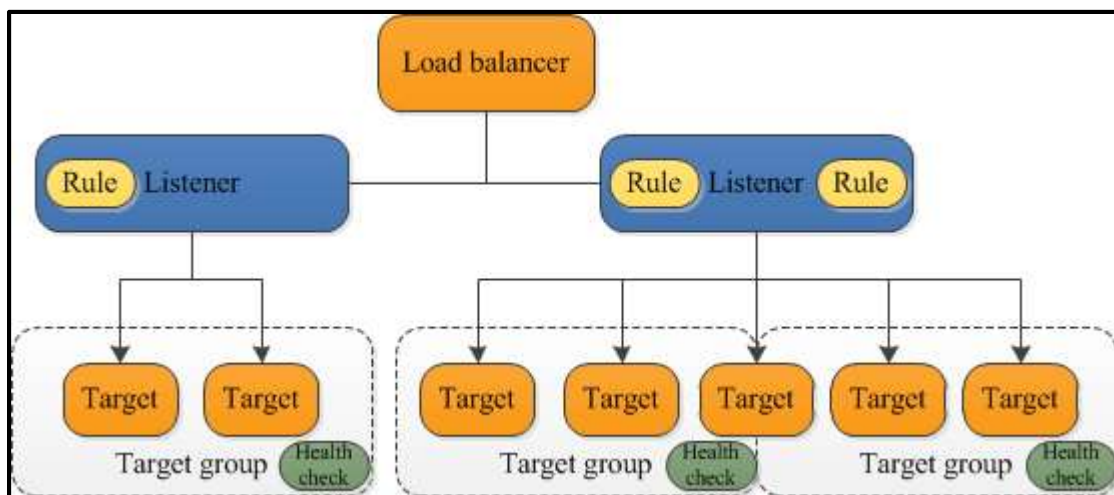 Load balancer
Rule Listener
Rule Listener Rule
Target Target
Target Target Target Target Target
Target group Health check
Target group Health check
Target group Health check